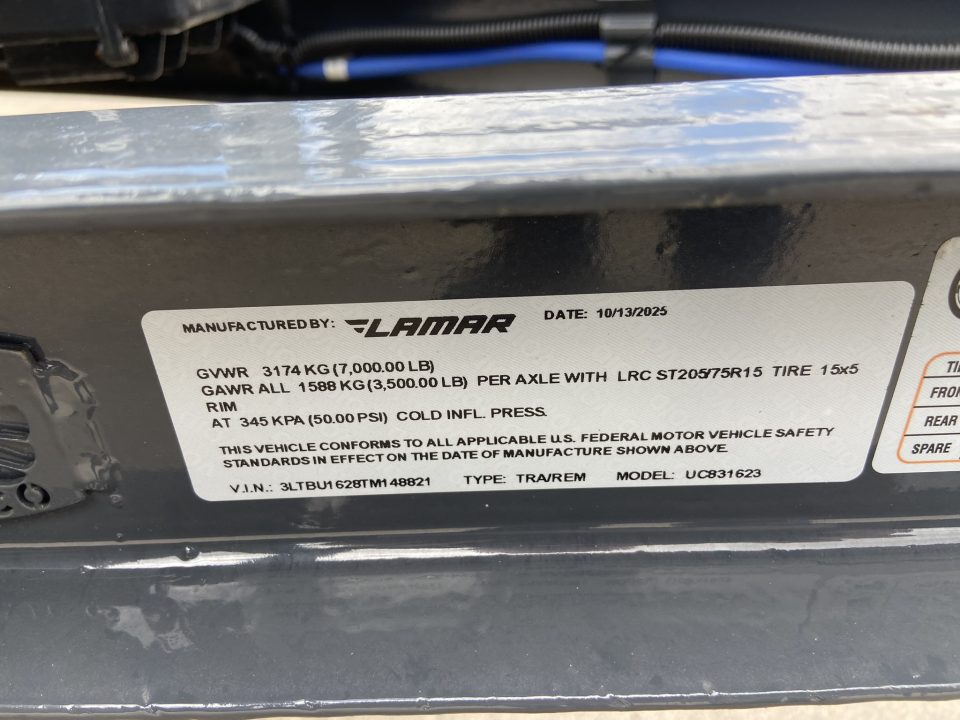 MANUFACTURED BY: LAMAR DATE: 10/13/2025
GVWR 3174 KG (7,000.00 LB)
GAWR ALL 1588 KG (3,500.00 LB) PER AXLE WITH LRC ST205/75R15 TIRE 15x5
RIM
AT 345 KPA (50.00 PSI) COLD INFL. PRESS.
THIS VEHICLE CONFORMS TO ALL APPLICABLE U.S. FEDERAL MOTOR VEHICLE SAFETY
STANDARDS IN EFFECT ON THE DATE OF MANUFACTURE SHOWN ABOVE.
V.I.N.: 3LTBU1628TM148821 TYPE: TRA/REM MODEL: UC831623
REAR
SPARE